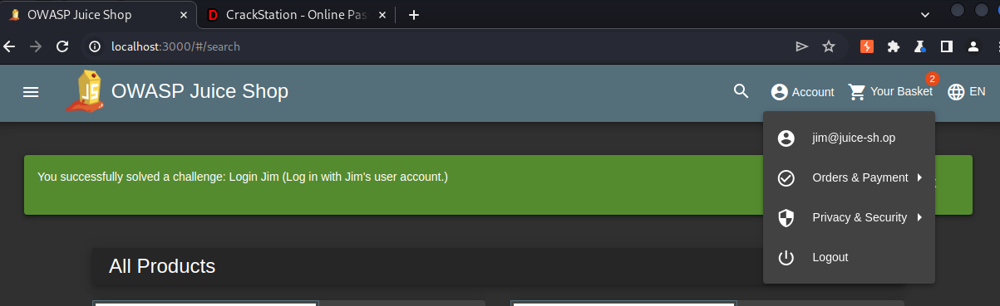 OWASP Juice Shop
CrackStation - Online Pas
localhost:3000/#/search
OWASP Juice Shop
Account
2
Your Basket
EN
jim@juice-sh.op
Orders & Payment
Privacy & Security
Logout
You successfully solved a challenge: Login Jim (Log in with Jim's user account.)
All Products